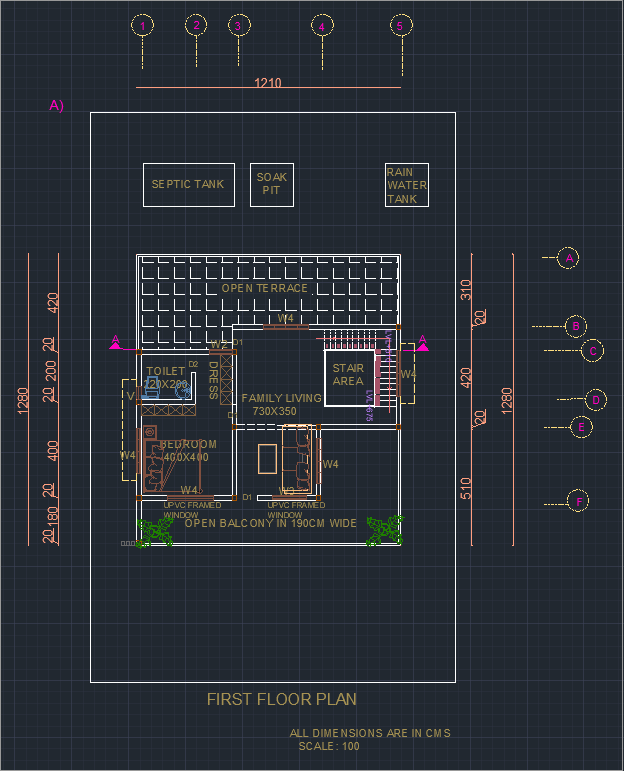 1 2 3 4 5
1210
A)
SEPTIC TANK
SOAK
PIT
RAIN
WATER
TANK
A
OPEN TERRACE
310
420
W4
20
B
A
W2
D1
A
C
20
TOILET
220X200
D2
DRESS
STAIR
AREA
W4
200
420
1280
1280
20
V
FAMILY LIVING
730X350
D
20
E
BEDROOM
400X400
400
W4
W4
W4
20
D1
510
F
UPVC FRAMED
WINDOW
UPVC FRAMED
WINDOW
180
OPEN BALCONY IN 190CM WIDE
20
FIRST FLOOR PLAN
ALL DIMENSIONS ARE IN CMS
SCALE: 100